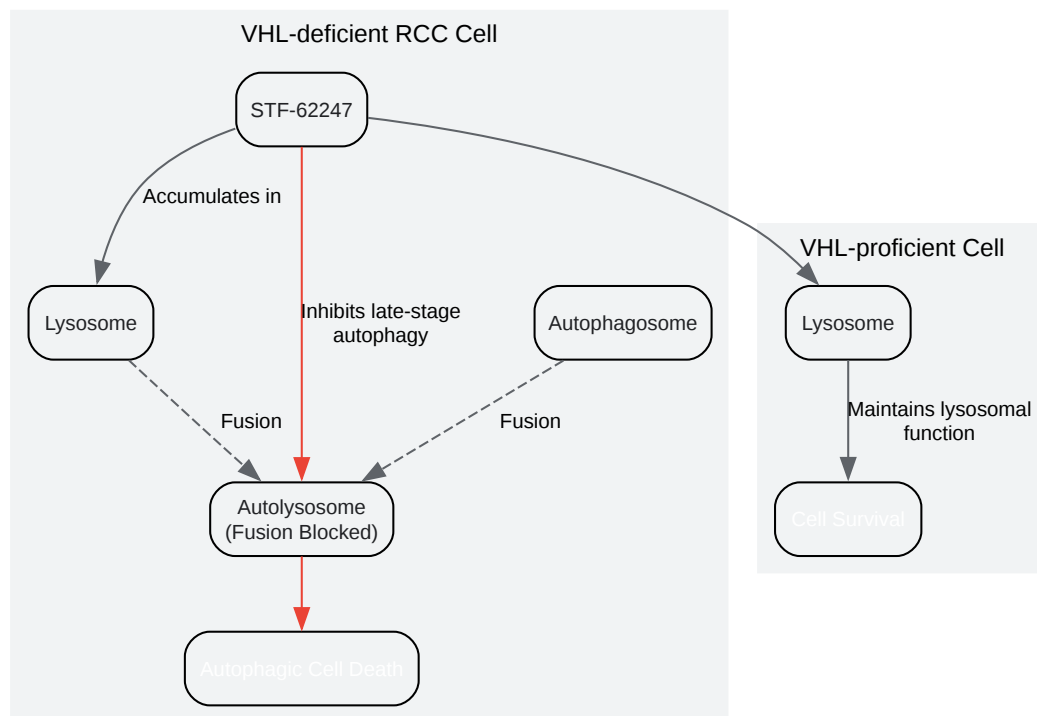 VHL-deficient RCC Cell
STF-62247
Accumulates in
VHL-proficient Cell
Lysosome
Inhibits late-stage
autophagy
Autophagosome
Lysosome
Fusion
Fusion
Maintains lysosomal
function
Autolysosome
(Fusion Blocked)
Cell Survival
Autophagic Cell Death